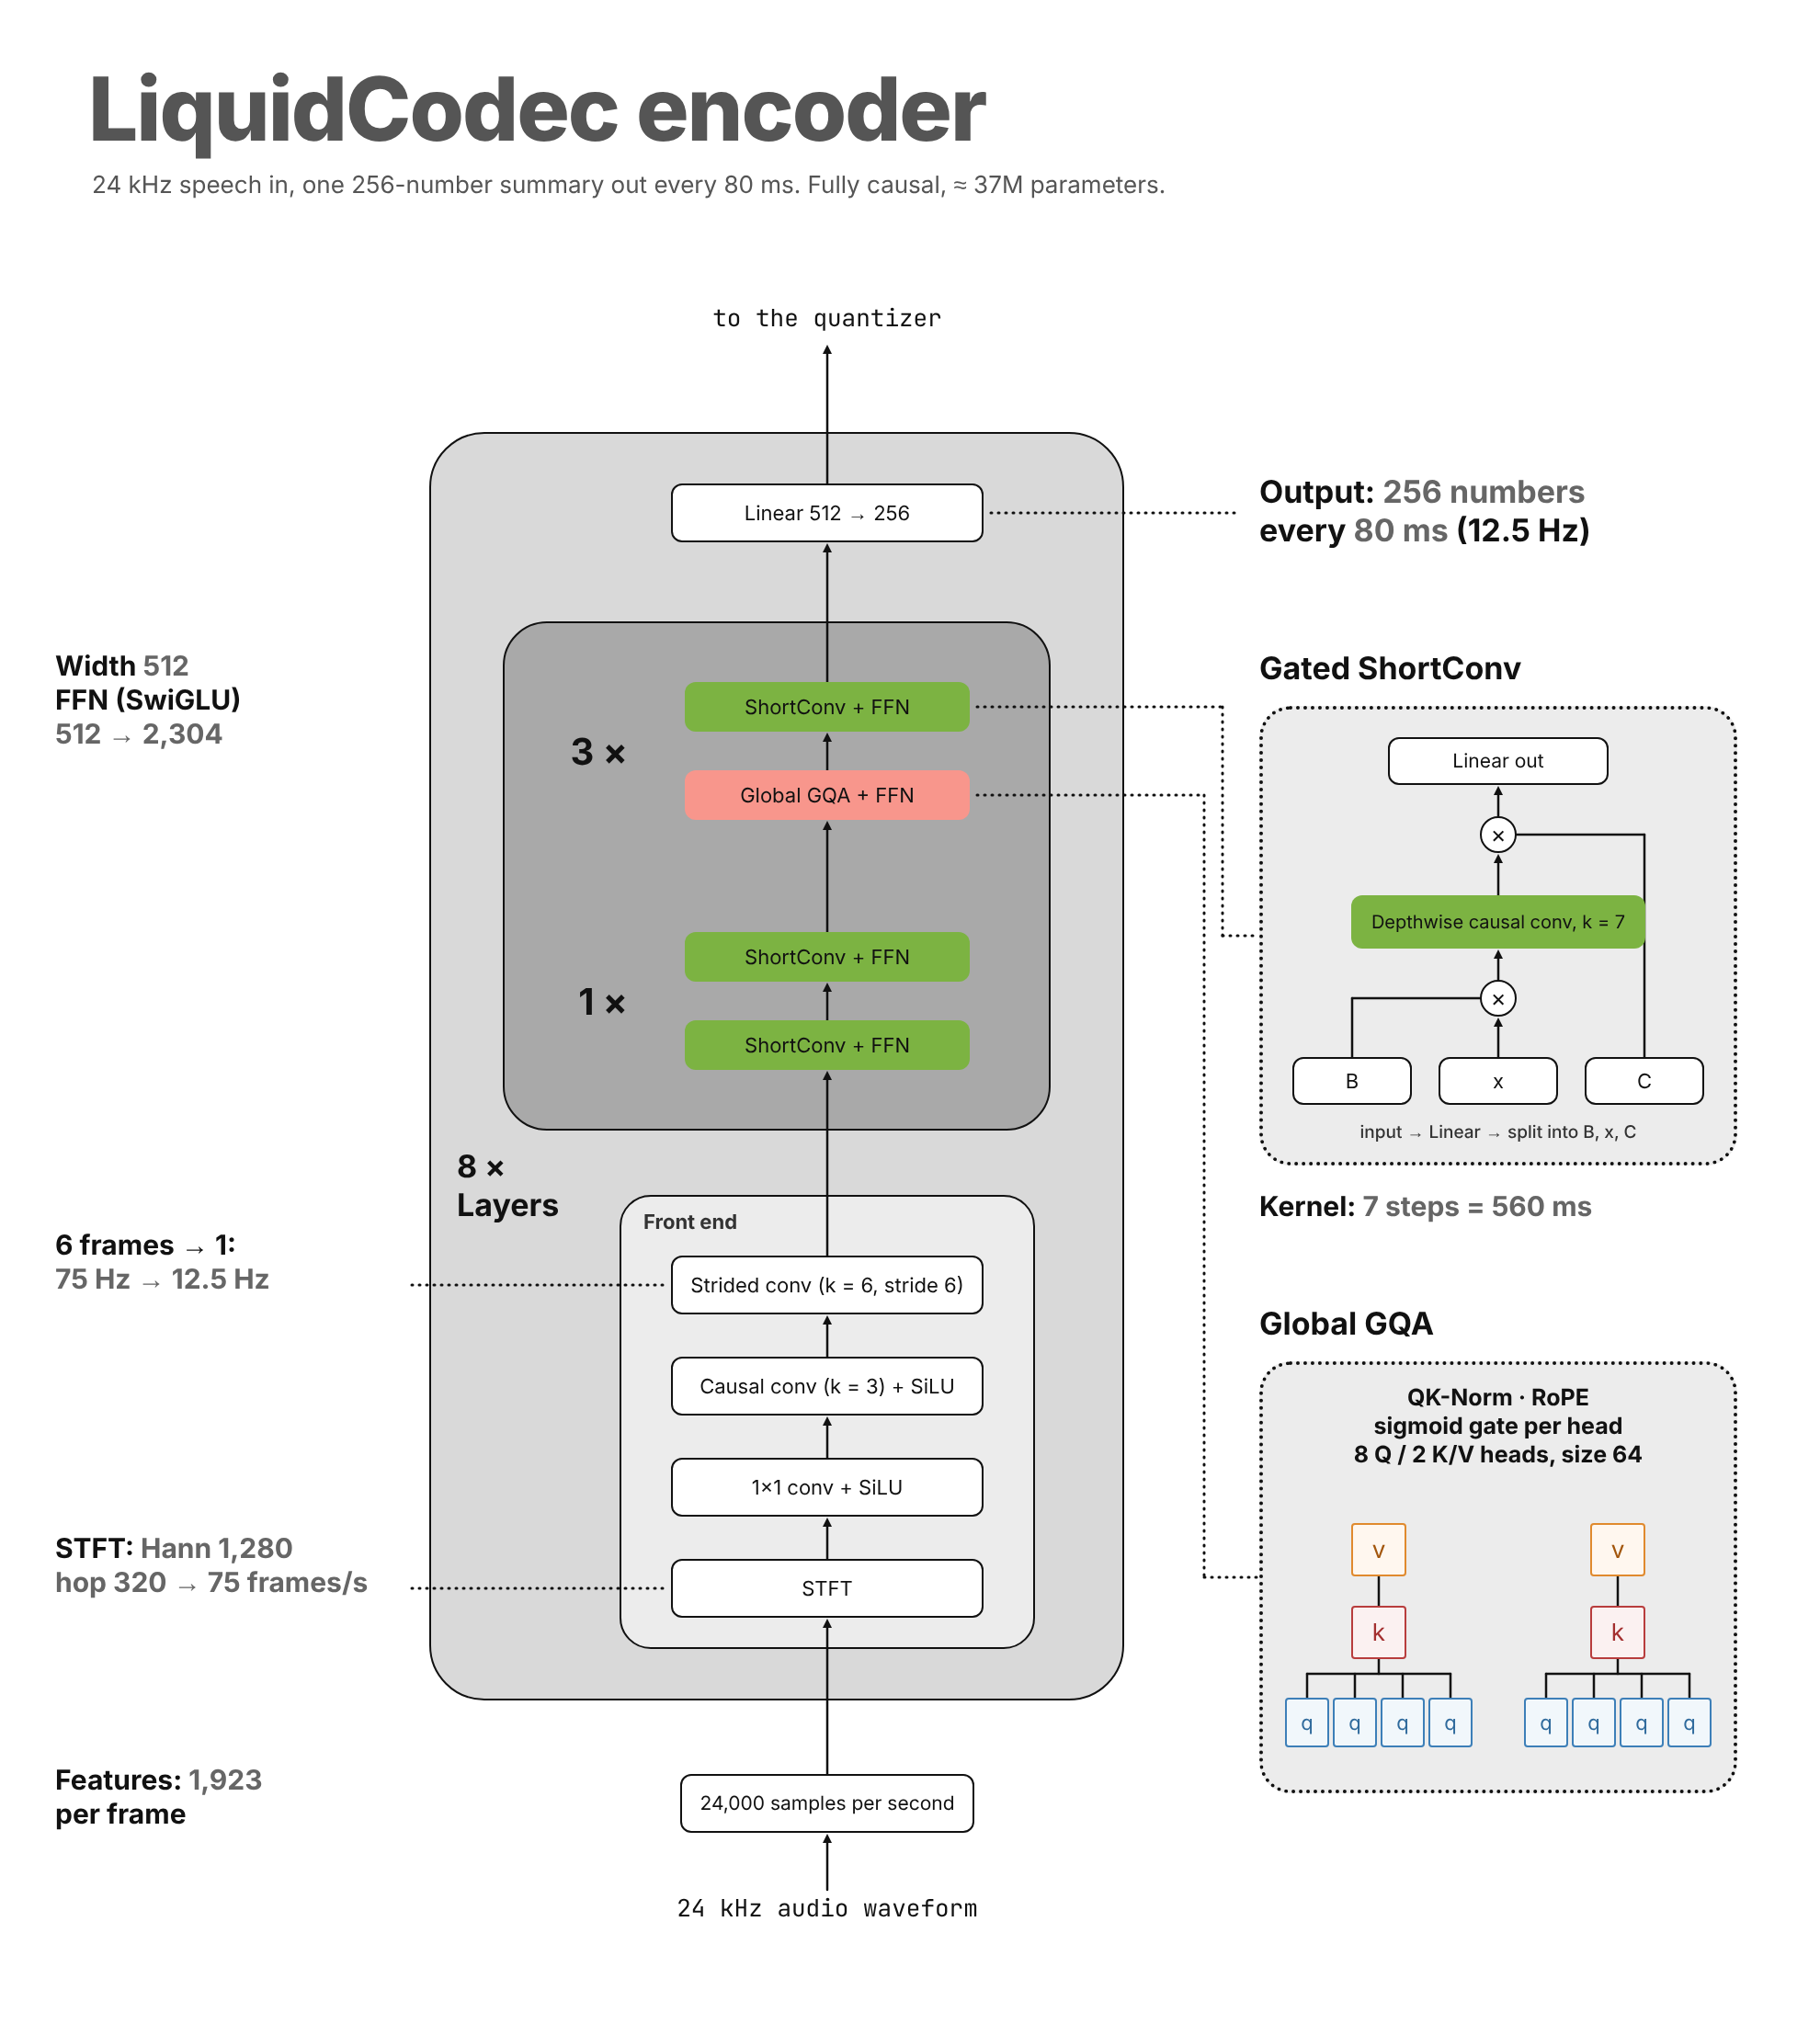 LiquidCodec encoder
24 kHz speech in, one 256-number summary out every 80 ms. Fully causal, ≈ 37M parameters.
to the quantizer
Linear 512 → 256
Output: 256 numbers
every 80 ms (12.5 Hz)
Width 512
FFN (SwiGLU)
512 → 2,304
3 ×
ShortConv + FFN
Global GQA + FFN
1 ×
ShortConv + FFN
ShortConv + FFN
8 ×
Layers
Gated ShortConv
Linear out
×
Depthwise causal conv, k = 7
×
B
x
C
input → Linear → split into B, x, C
Kernel: 7 steps = 560 ms
Front end
6 frames → 1:
75 Hz → 12.5 Hz
Strided conv (k = 6, stride 6)
Causal conv (k = 3) + SiLU
1×1 conv + SiLU
STFT: Hann 1,280
hop 320 → 75 frames/s
STFT
Global GQA
QK-Norm · RoPE
sigmoid gate per head
8 Q / 2 K/V heads, size 64
v v
k k
q q q q q q q q
Features: 1,923
per frame
24,000 samples per second
24 kHz audio waveform